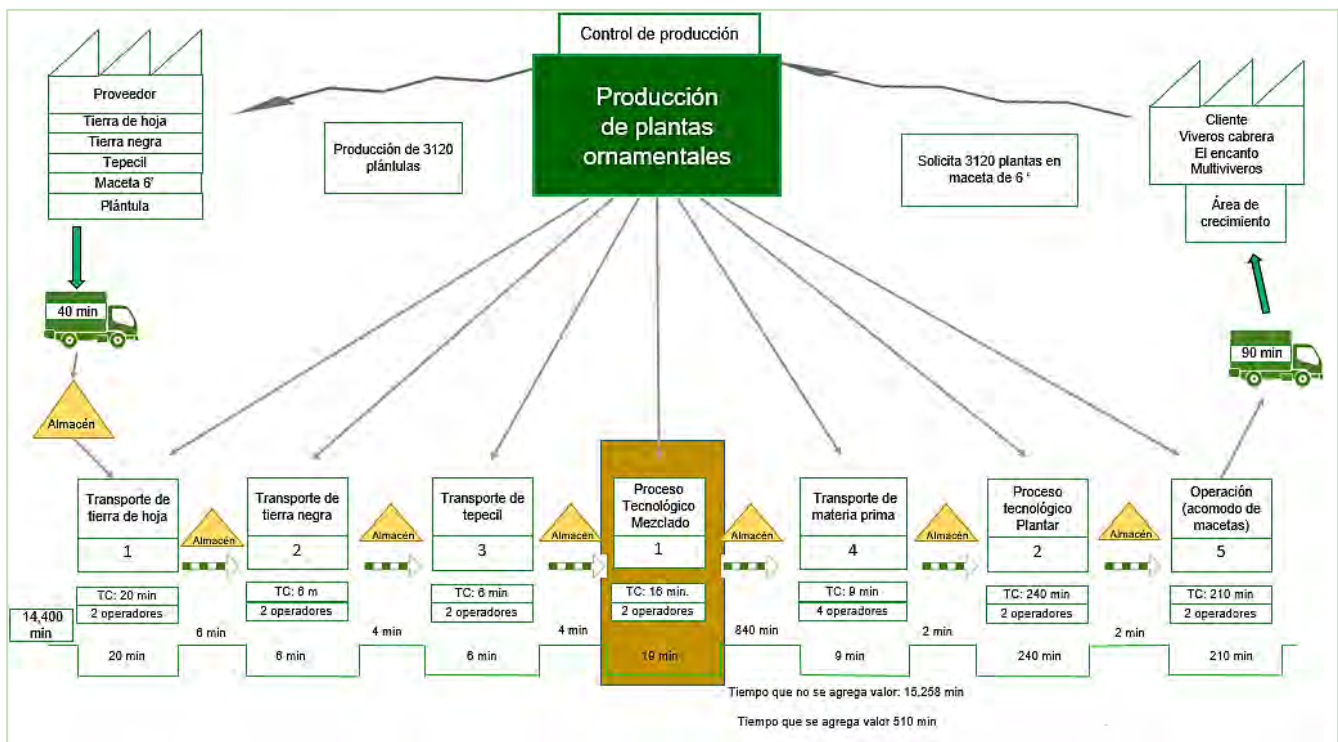 Control de producción
Producción
de plantas
ornamentales
Proveedor
Tierra de hoja
Tierra negra
Tepecil
Maceta 6'
Plántula
Producción de 3120
plántulas
Solicita 3120 plantas en
maceta de 6 '
Cliente
Viveros cabrera
El encanto
Multiviveros
Área de
crecimiento
40 min
90 min
Almacén
Transporte de
tierra de hoja
1
TC: 20 min
2 operadores
Almacén
Transporte de
tierra negra
2
TC: 6 m
2 operadores
Almacén
Transporte de
tepecil
3
TC: 6 min
2 operadores
Almacén
Proceso
Tecnológico
Mezclado
1
TC: 16 min.
2 operadores
Almacén
Transporte de
materia prima
4
TC: 9 min
4 operadores
Almacén
Proceso
tecnológico
Plantar
2
TC: 240 min
2 operadores
Almacén
Operación
(acomodo de
macetas)
5
TC: 210 min
2 operadores
14,400
min
6 min
4 min
4 min
840 min
2 min
2 min
20 min
6 min
6 min
19 min
9 min
240 min
210 min
Tiempo que no se agrega valor: 15,258 min
Tiempo que se agrega valor 510 min